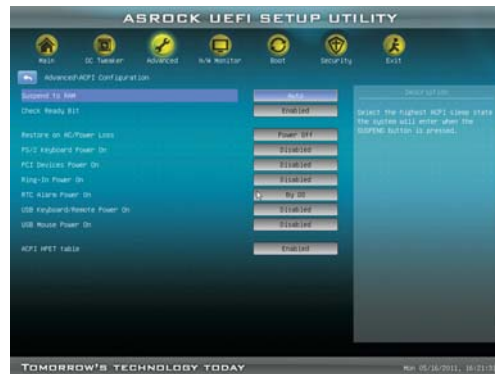 ASROCK UEFI SETUP UTILITY
Main
OC Tweaker
Advanced
H/W Monitor
Boot
Security
Exit
Advanced\ACPI Configuration
Suspend to RAM Auto
Check Ready Bit Enabled
Restore on AC/Power Loss Power Off
PS/2 Keyboard Power On Disabled
PCI Devices Power On Disabled
Ring-In Power On Disabled
RTC Alarm Power On By OS
USB Keyboard/Remote Power On Disabled
USB Mouse Power On Disabled
ACPI HPET table Enabled
Description
Select the highest ACPI sleep state
the system will enter when the
SUSPEND button is pressed.
TOMORROW'S TECHNOLOGY TODAY
Mon 05/16/2011,